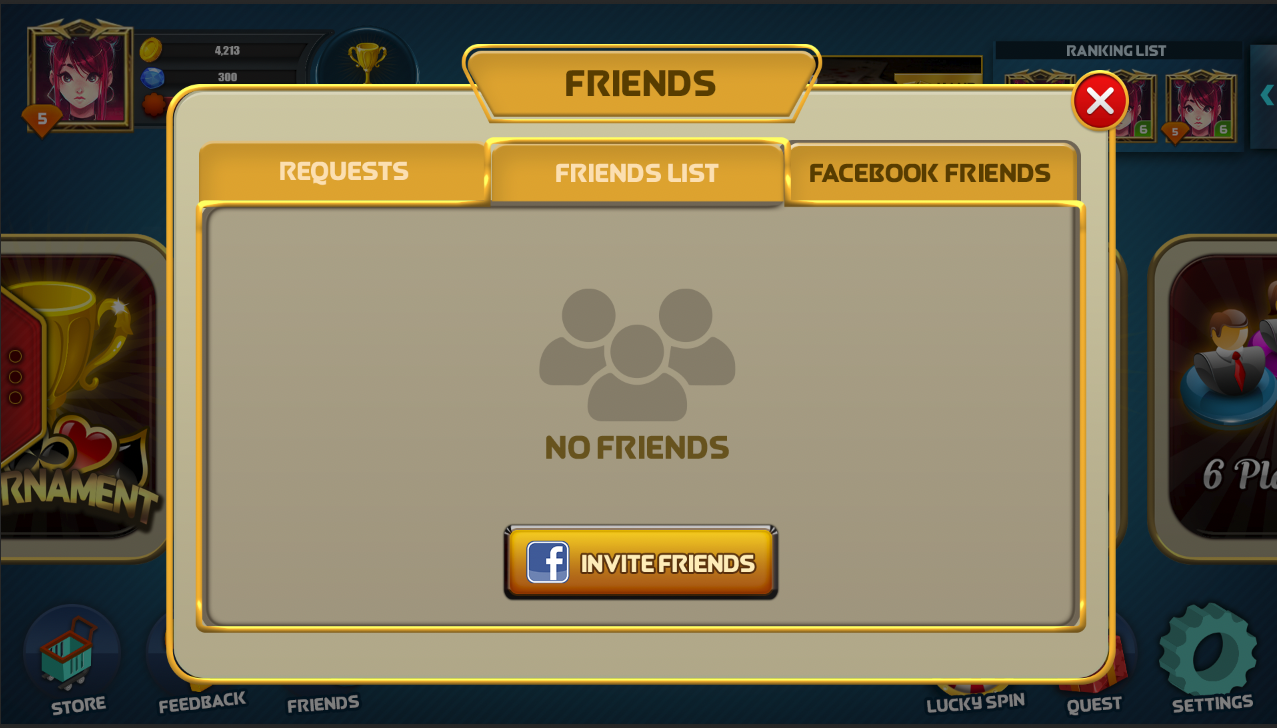 4,213
300
5
RANKING LIST
6
5
6
FRIENDS
REQUESTS
FRIENDS LIST
FACEBOOK FRIENDS
NO FRIENDS
f INVITE FRIENDS
RNAMENT
6 Pla
STORE
FEEDBACK
FRIENDS
LUCKY SPIN
QUEST
SETTINGS